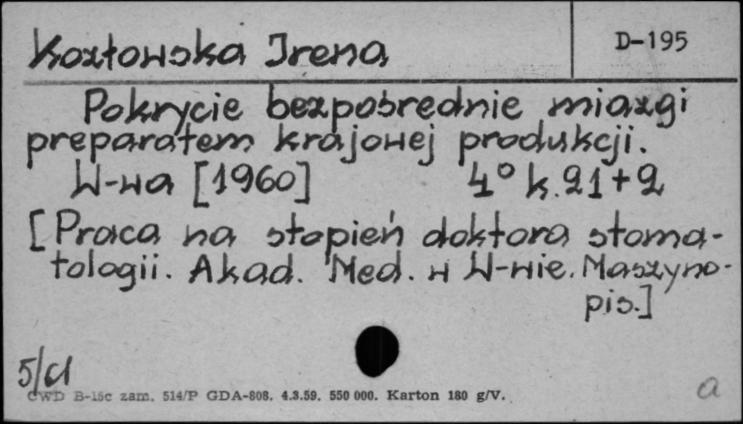 Kozłowska Irena
D-195
Pokrycie bezpośrednie miazgi
preparatem krajowej produkcji.
W-wa [1960] 4° k. 21+2
[Praca na stopień doktora stoma-
tologii. Akad. Med. w W-wie. Maszyno-
pis.]
5/cl
CWD B-15c zam. 514/P GDA-808. 4.3.59. 550 000. Karton 180 g/V.
a